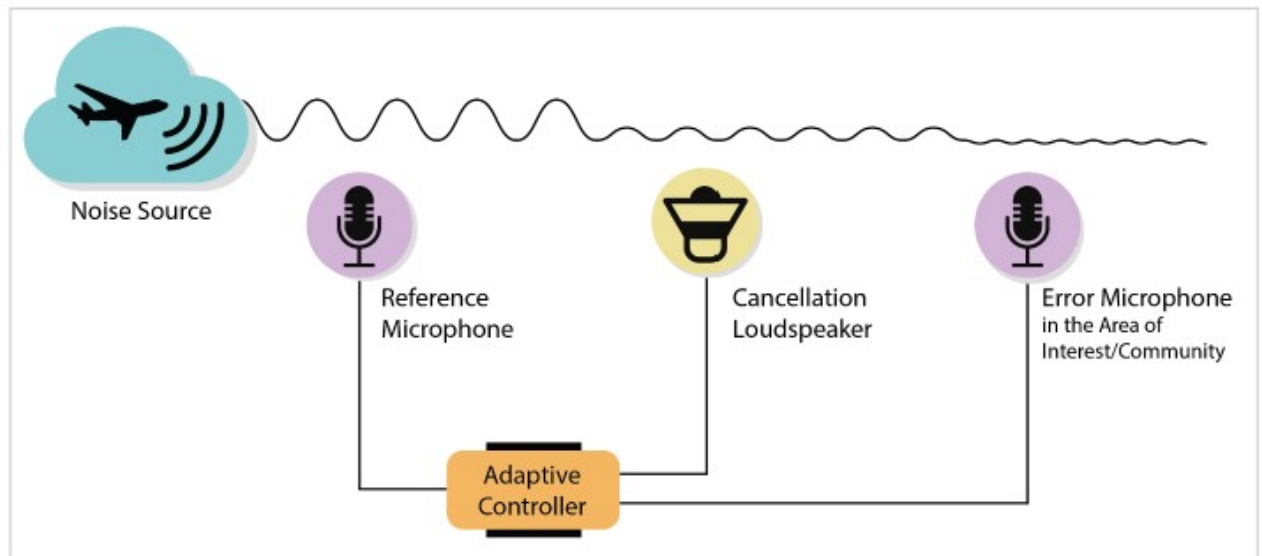 Noise Source
Reference
Microphone
Cancellation
Loudspeaker
Error Microphone
in the Area of
Interest/Community
Adaptive
Controller